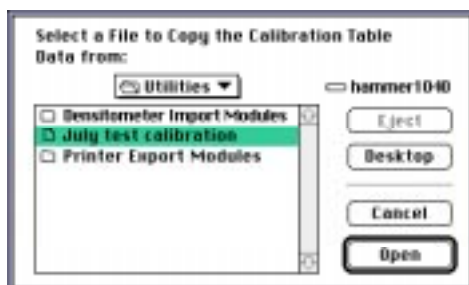 Select a File to Copy the Calibration Table
Data from:
Utilities
hammer1040
Densitometer Import Modules
Eject
July test calibration
Printer Export Modules
Desktop
Cancel
Open